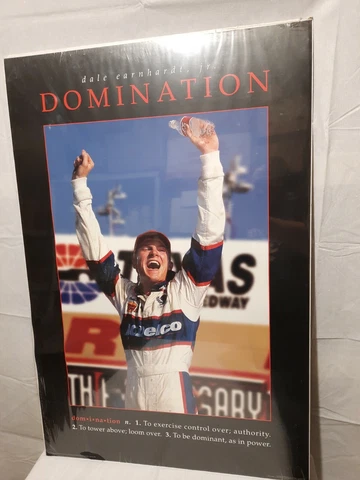 dale earnhardt jr.
DOMINATION
TEXAS
SPEEDWAY
ACDelco
dom•i•na•tion n. 1. To exercise control over; authority.
2. To tower above; loom over. 3. To be dominant, as in power.